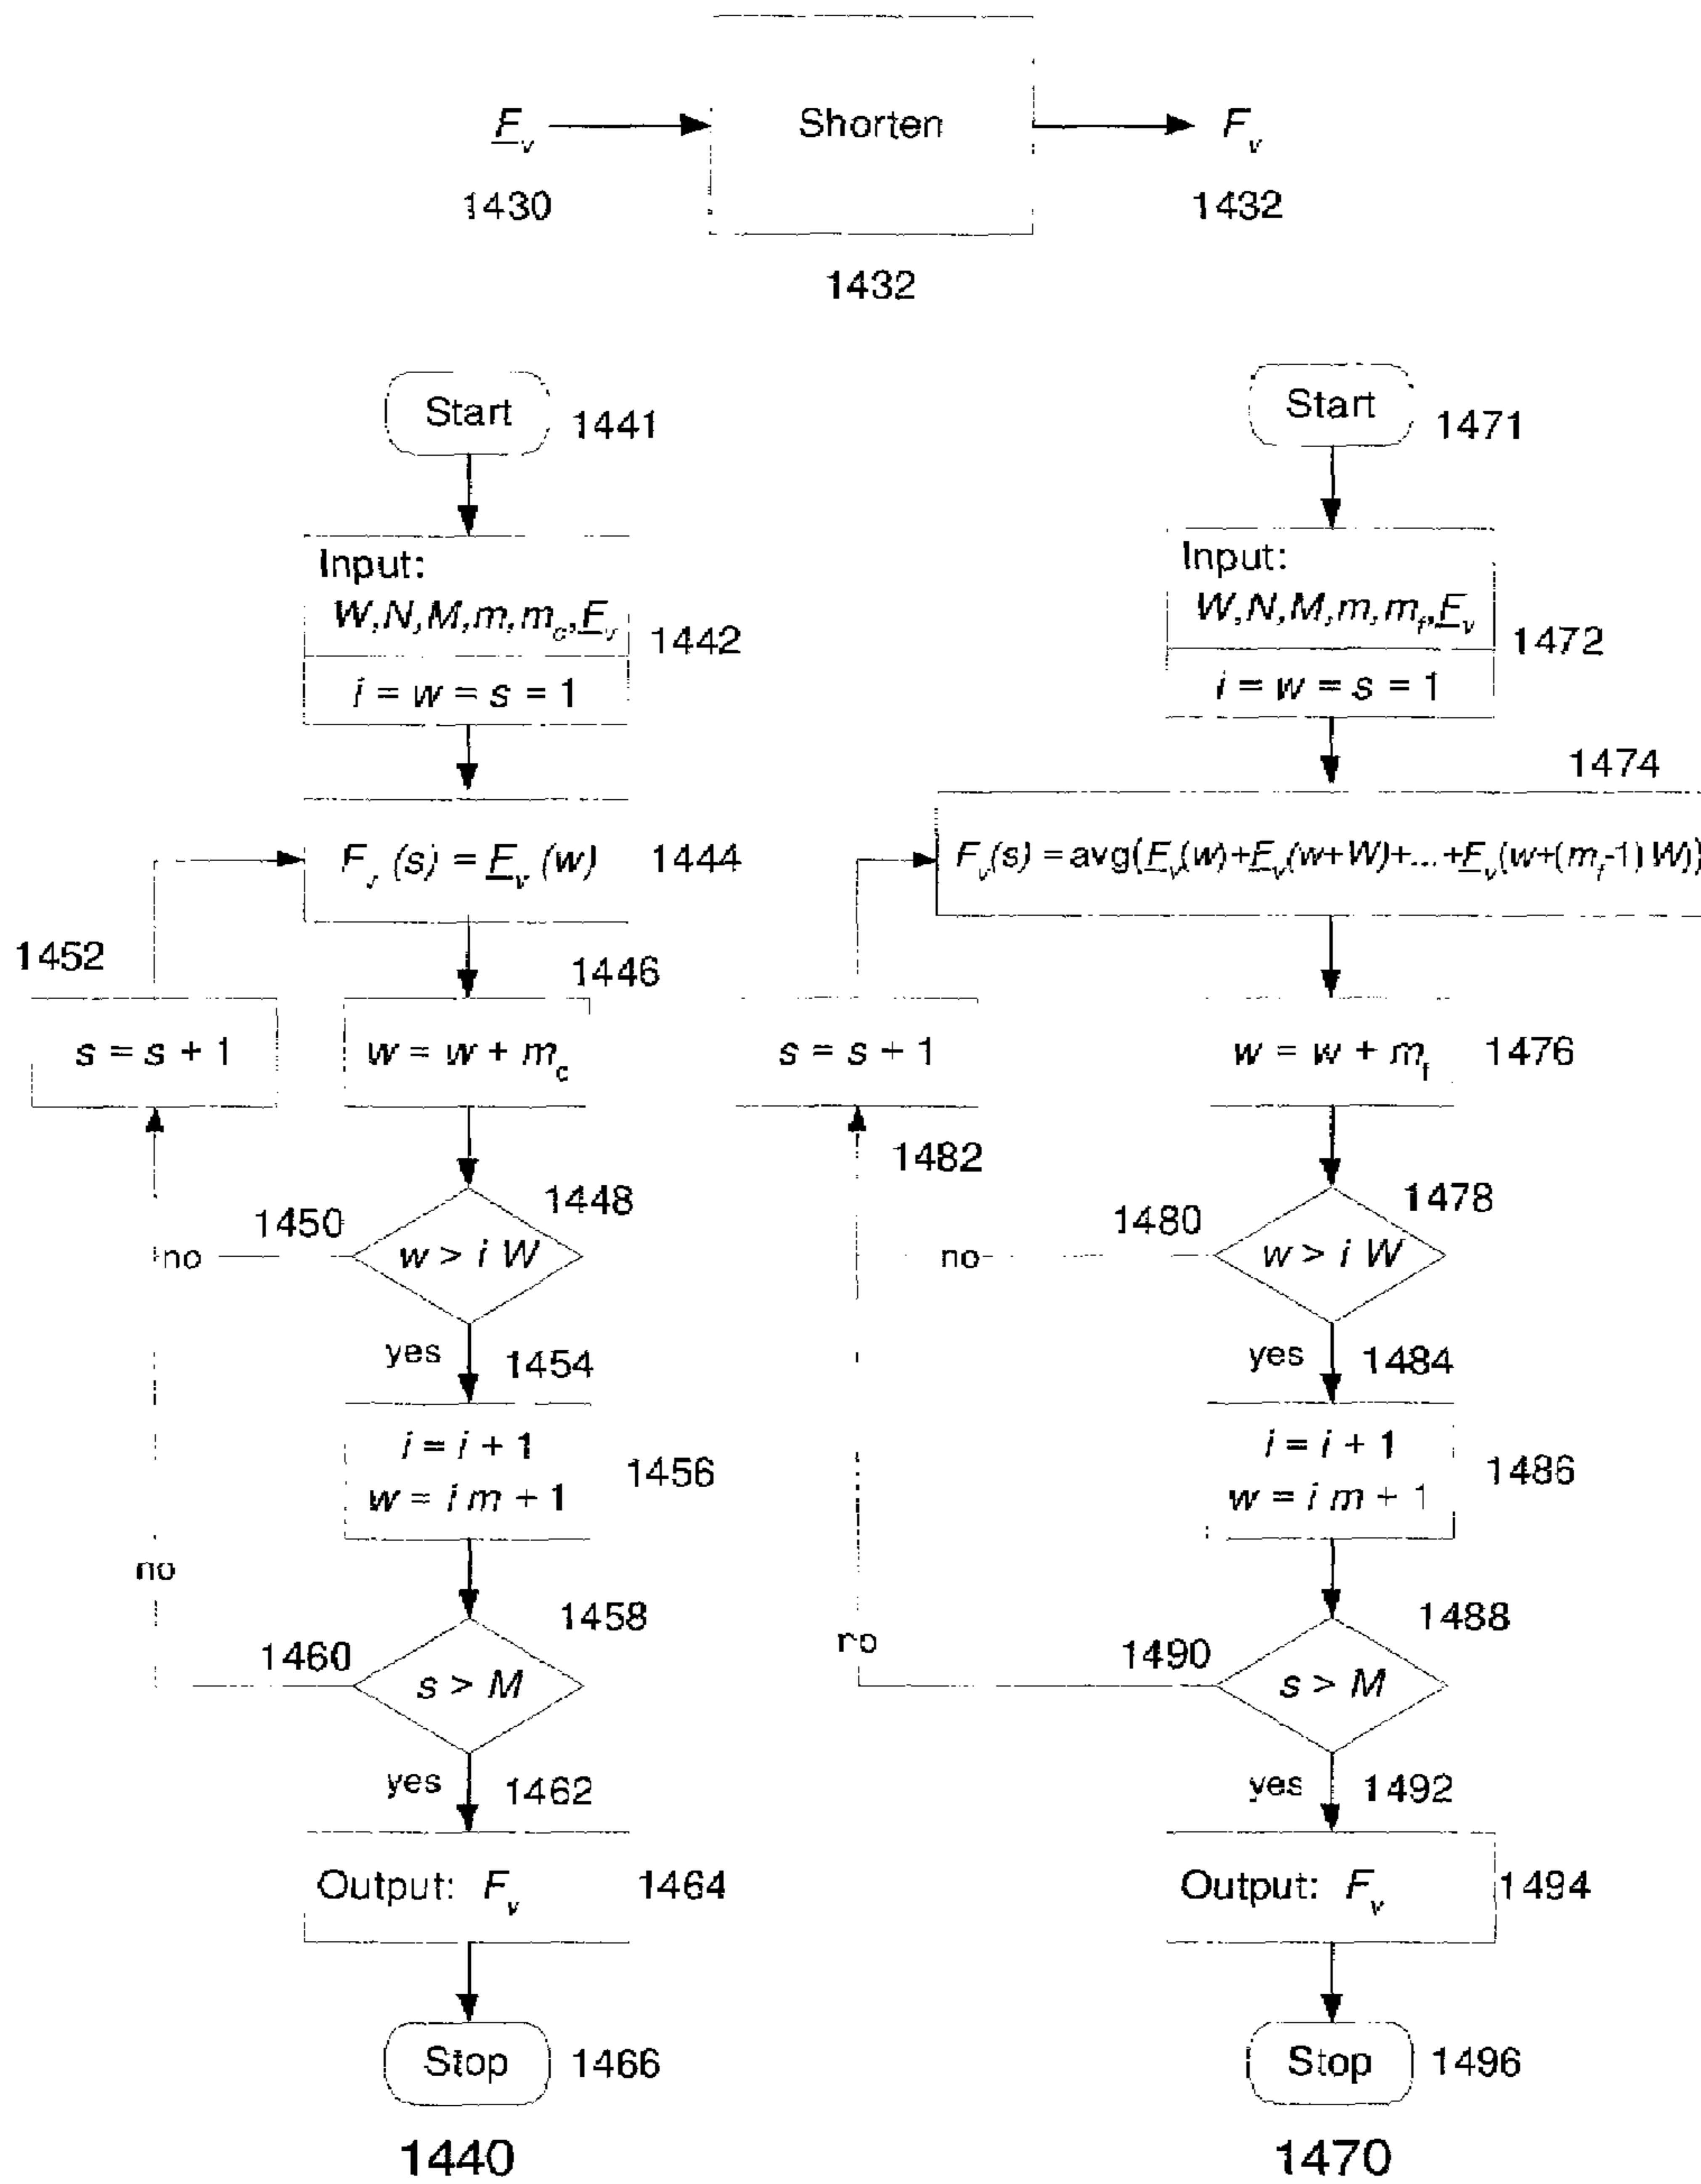 F_v
Shorten
F_v
1430
1432
1432
Start
1441
Input:
W,N,M,m,m_c,F_v
1442
i = w = s = 1
F_v (s) = F_v (w)
1444
1452
1446
s = s + 1
w = w + m_c
1448
1450
no
w > i W
yes
1454
i = i + 1
w = i m + 1
1456
no
1458
1460
s > M
yes
1462
Output: F_v
1464
Stop
1466
1440
Start
1471
Input:
W,N,M,m,m_f,F_v
1472
i = w = s = 1
1474
F_v(s) = avg(F_v(w)+F_v(w+W)+...+F_v(w+(m_f-1) W))
s = s + 1
w = w + m_f
1476
1482
1478
1480
no
w > i W
yes
1484
i = i + 1
w = i m + 1
1486
no
1488
1490
s > M
yes
1492
Output: F_v
1494
Stop
1496
1470